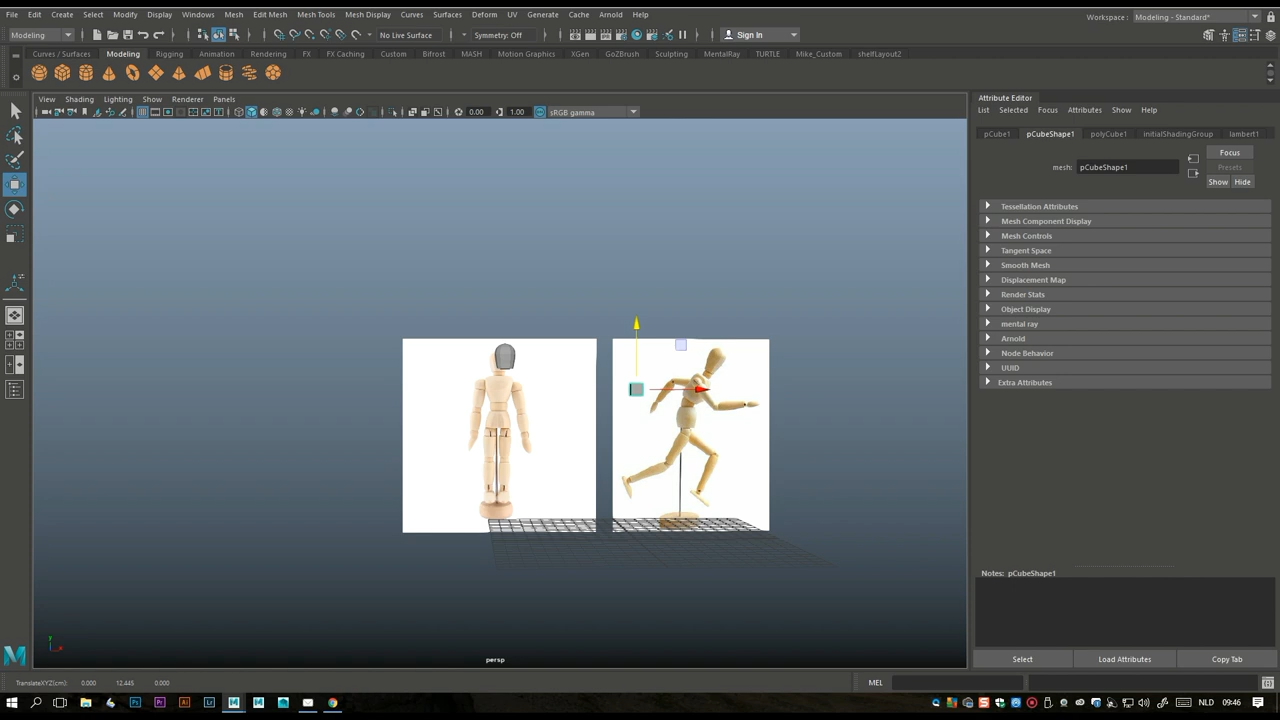 File Edit Create Select Modify Display Windows Mesh Edit Mesh Mesh Tools Mesh Display Curves Surfaces Deform UV Generate Cache Arnold Help
Workspace : Modeling - Standard*
Modeling No Live Surface Symmetry: Off Sign In
Curves / Surfaces Modeling Rigging Animation Rendering FX FX Caching Custom Bifrost MASH Motion Graphics XGen GoZBrush Sculpting MentalRay TURTLE Mike_Custom shelfLayout2
View Shading Lighting Show Renderer Panels
0.00 1.00 sRGB gamma
Attribute Editor
List Selected Focus Attributes Show Help
pCube1 pCubeShape1 polyCube1 initialShadingGroup lambert1
Focus
mesh: pCubeShape1
Presets
Show Hide
Tessellation Attributes
Mesh Component Display
Mesh Controls
Tangent Space
Smooth Mesh
Displacement Map
Render Stats
Object Display
mental ray
Arnold
Node Behavior
UUID
Extra Attributes
Notes: pCubeShape1
Select Load Attributes Copy Tab
y
x
persp
TranslateXYZ(cm): 0.000 12.445 0.000
MEL
NLD 09:46